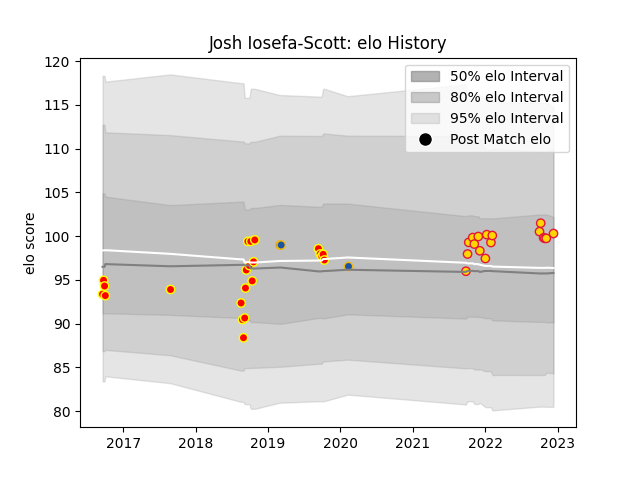 Josh Iosefa-Scott: elo History
120
115
110
105
100
95
90
85
80
elo score
50% elo Interval
80% elo Interval
95% elo Interval
Post Match elo
2017 2018 2019 2020 2021 2022 2023